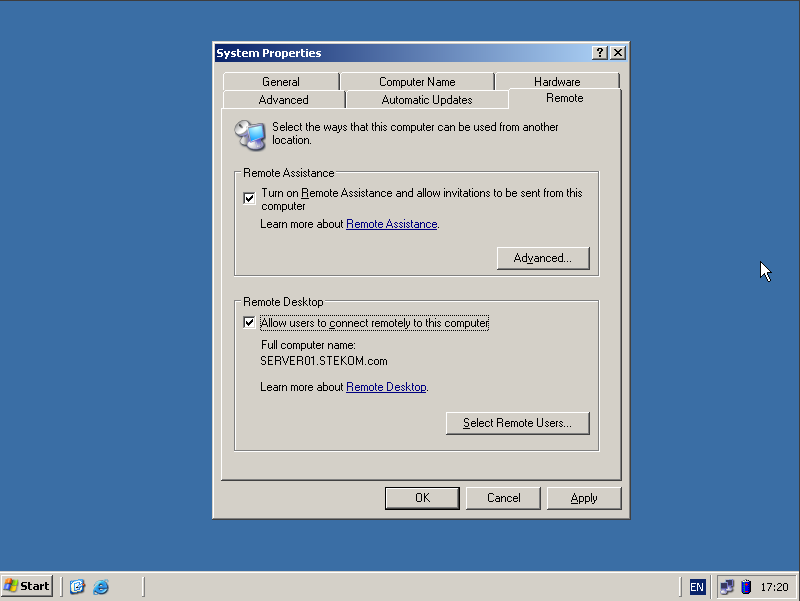 System Properties
General
Computer Name
Hardware
Advanced
Automatic Updates
Remote
Select the ways that this computer can be used from another
location.
Remote Assistance
Turn on Remote Assistance and allow invitations to be sent from this
computer
Learn more about Remote Assistance.
Advanced...
Remote Desktop
Allow users to connect remotely to this computer
Full computer name:
SERVER01.STEKOM.com
Learn more about Remote Desktop.
Select Remote Users...
OK
Cancel
Apply
Start
EN
17:20